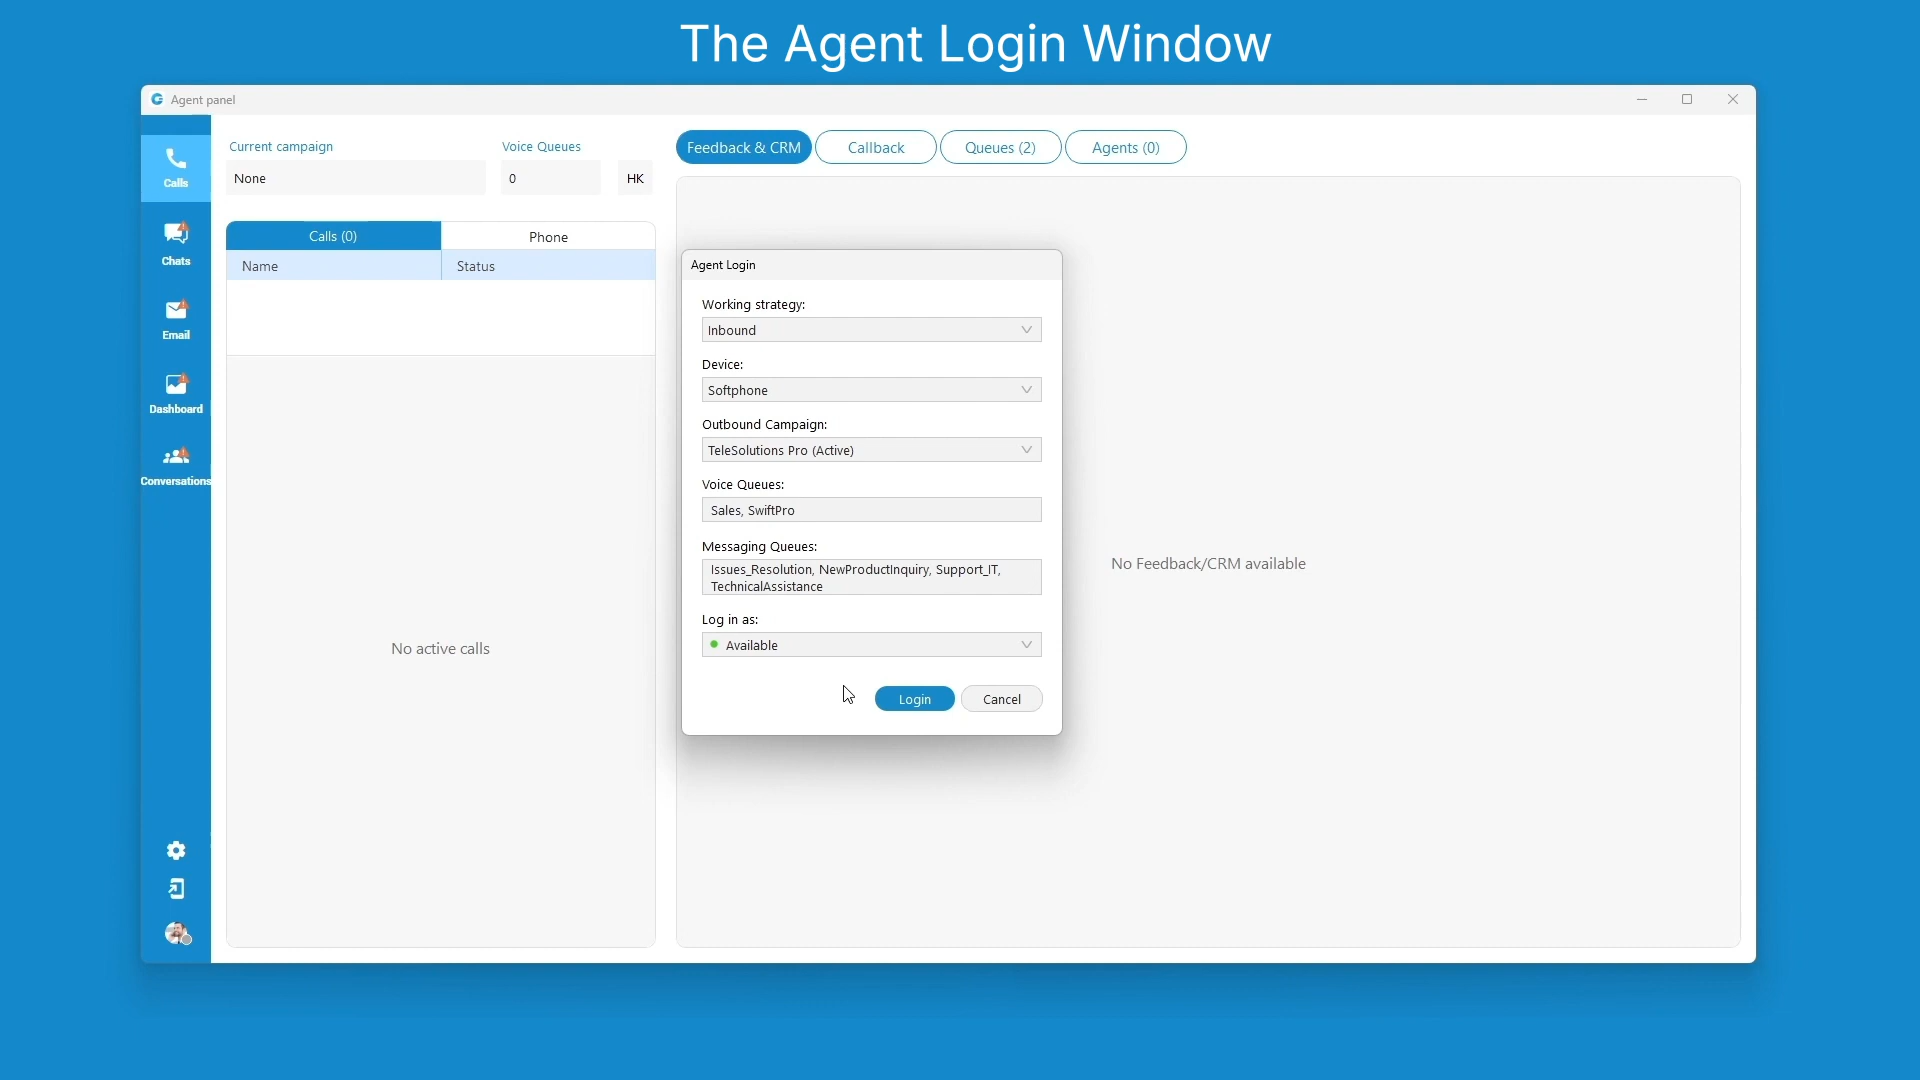 The Agent Login Window
Agent panel
Calls
Chats
Email
Dashboard
Conversations
Current campaign
None
Voice Queues
0
HK
Calls (0)
Phone
Name
Status
No active calls
Feedback & CRM
Callback
Queues (2)
Agents (0)
No Feedback/CRM available
Agent Login
Working strategy:
Inbound
Device:
Softphone
Outbound Campaign:
TeleSolutions Pro (Active)
Voice Queues:
Sales, SwiftPro
Messaging Queues:
Issues_Resolution, NewProductInquiry, Support_IT,
TechnicalAssistance
Log in as:
Available
Login
Cancel